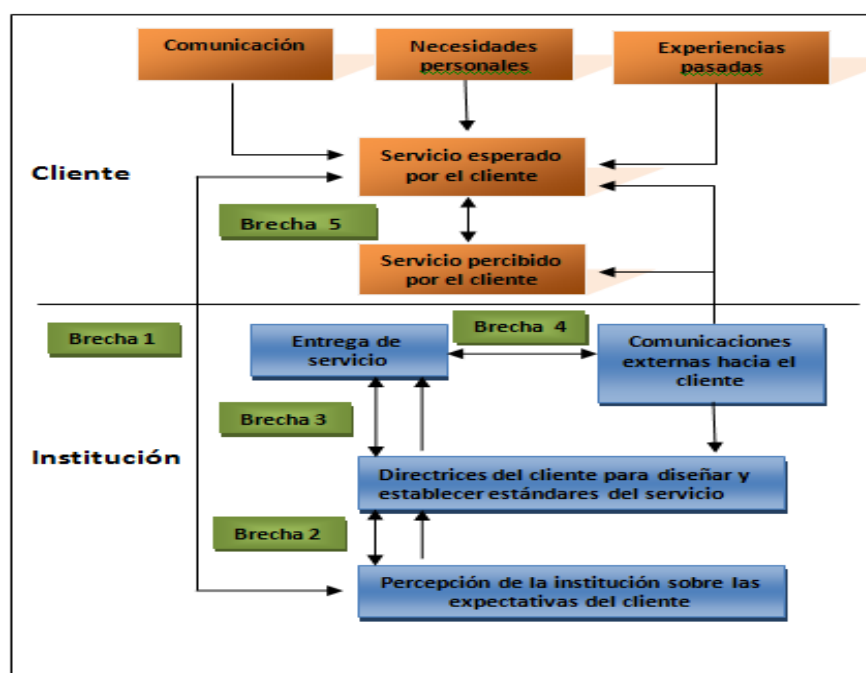 Comunicación
Necesidades
personales
Experiencias
pasadas
Servicio esperado
por el cliente
Cliente
Brecha 5
Servicio percibido
por el cliente
Brecha 1
Entrega de
servicio
Brecha 4
Comunicaciones
externas hacia el
cliente
Brecha 3
Institución
Directrices del cliente para diseñar y
establecer estándares del servicio
Brecha 2
Percepción de la institución sobre las
expectativas del cliente